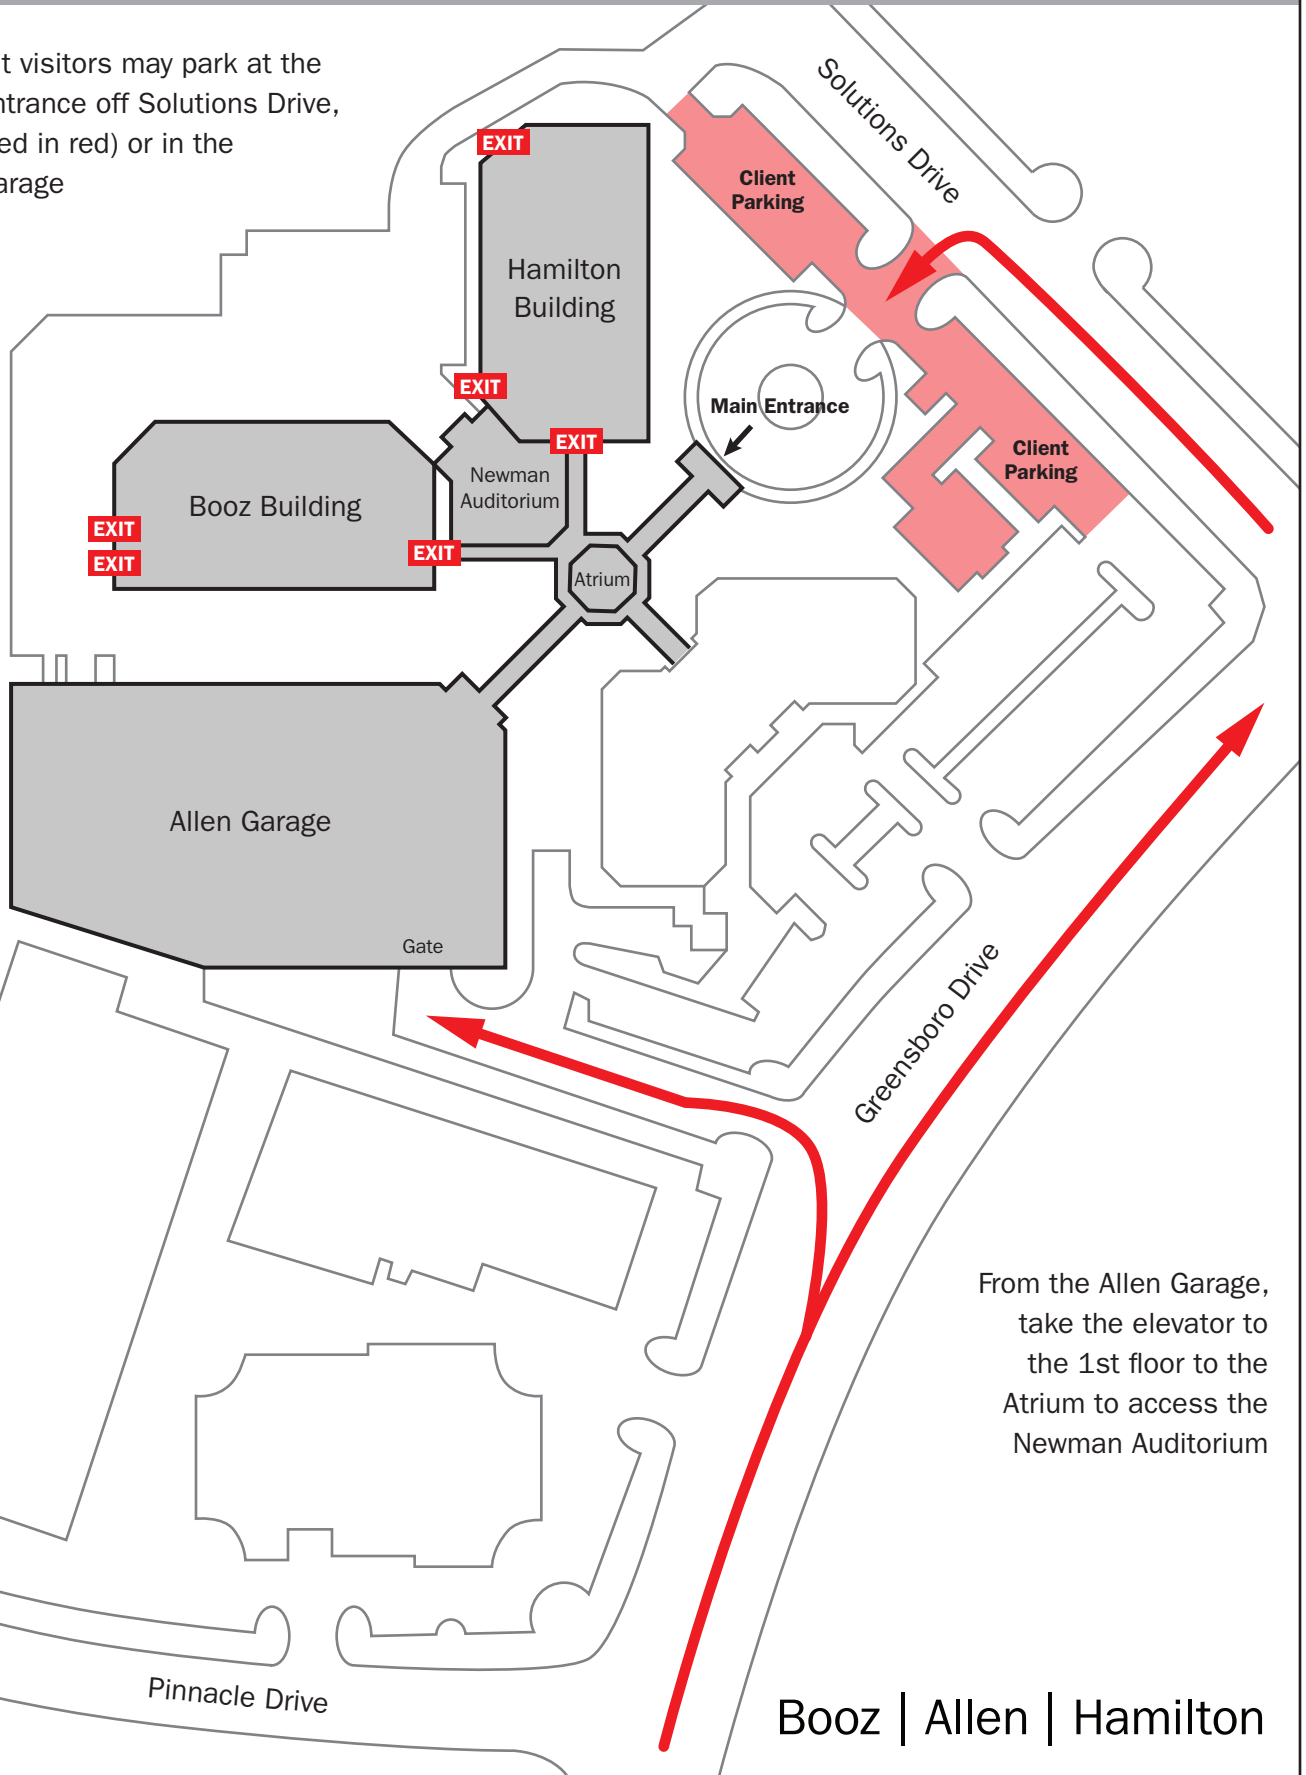 t visitors may park at the
ntrance off Solutions Drive,
ed in red) or in the
arage
Solutions Drive
EXIT
Client
Parking
Hamilton
Building
EXIT
EXIT
Main Entrance
Client
Parking
Newman
Auditorium
Booz Building
EXIT
EXIT
EXIT
Atrium
Allen Garage
Gate
Greensboro Drive
From the Allen Garage,
take the elevator to
the 1st floor to the
Atrium to access the
Newman Auditorium
Pinnacle Drive
Booz | Allen | Hamilton